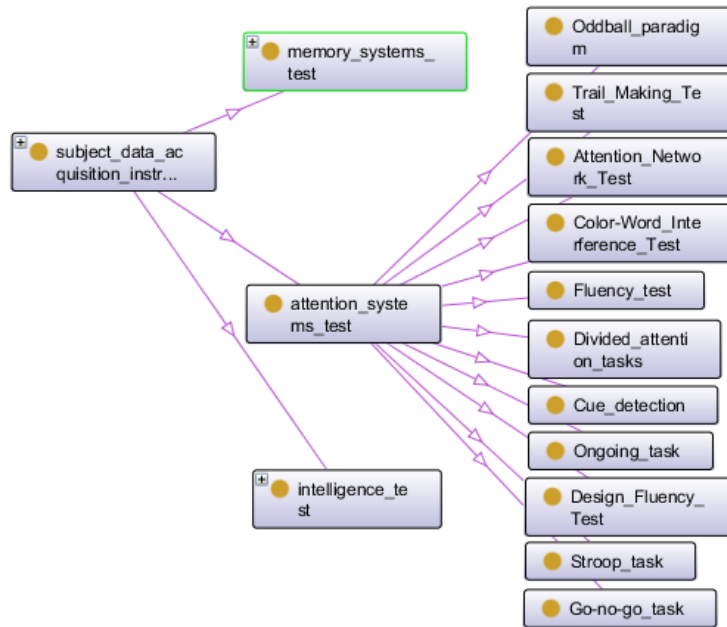 memory_systems_
test
subject_data_ac
quisition_instr...
attention_syste
ms_test
intelligence_te
st
Oddball_paradig
m
Trail_Making_Te
st
Attention_Netwo
rk_Test
Color-Word_Inte
rference_Test
Fluency_test
Divided_attenti
on_tasks
Cue_detection
Ongoing_task
Design_Fluency_
Test
Stroop_task
Go-no-go_task